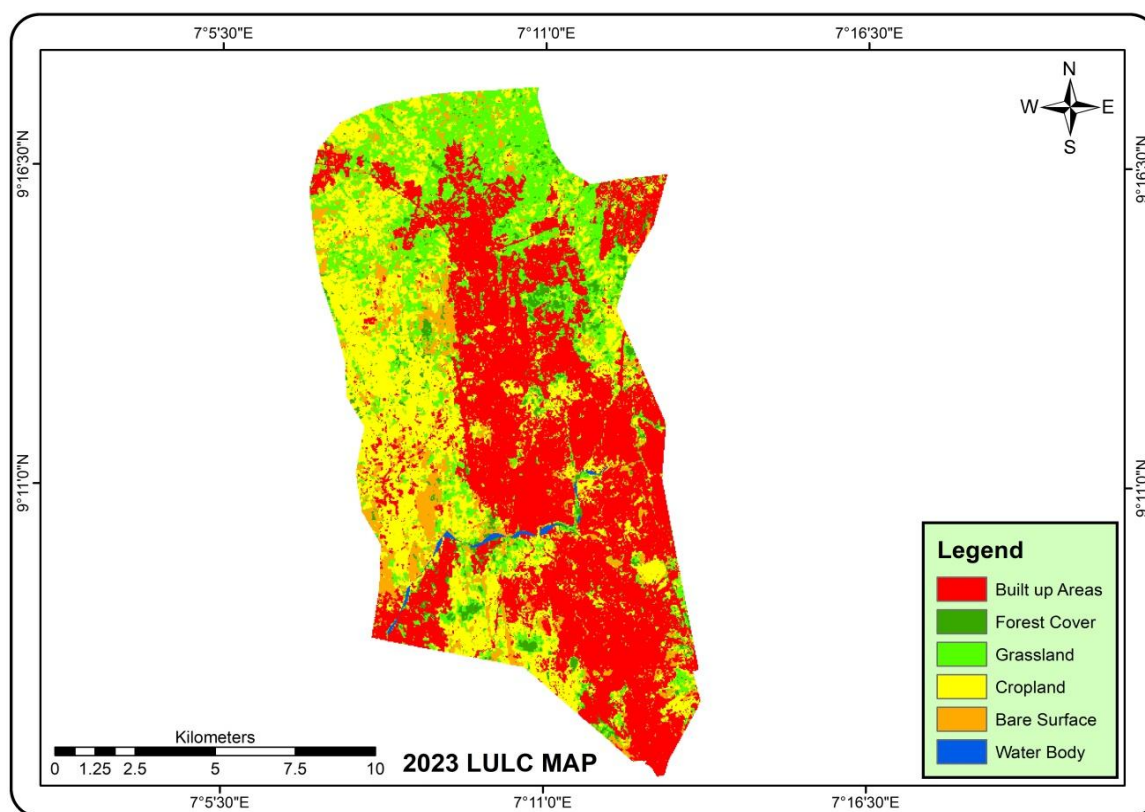 7°5'30"E
7°11'0"E
7°16'30"E
N
W E
S
9°16'30"N
9°16'30"N
9°11'0"N
9°11'0"N
Legend
Built up Areas
Forest Cover
Grassland
Cropland
Bare Surface
Water Body
Kilometers
0 1.25 2.5 5 7.5 10
2023 LULC MAP
7°5'30"E
7°11'0"E
7°16'30"E